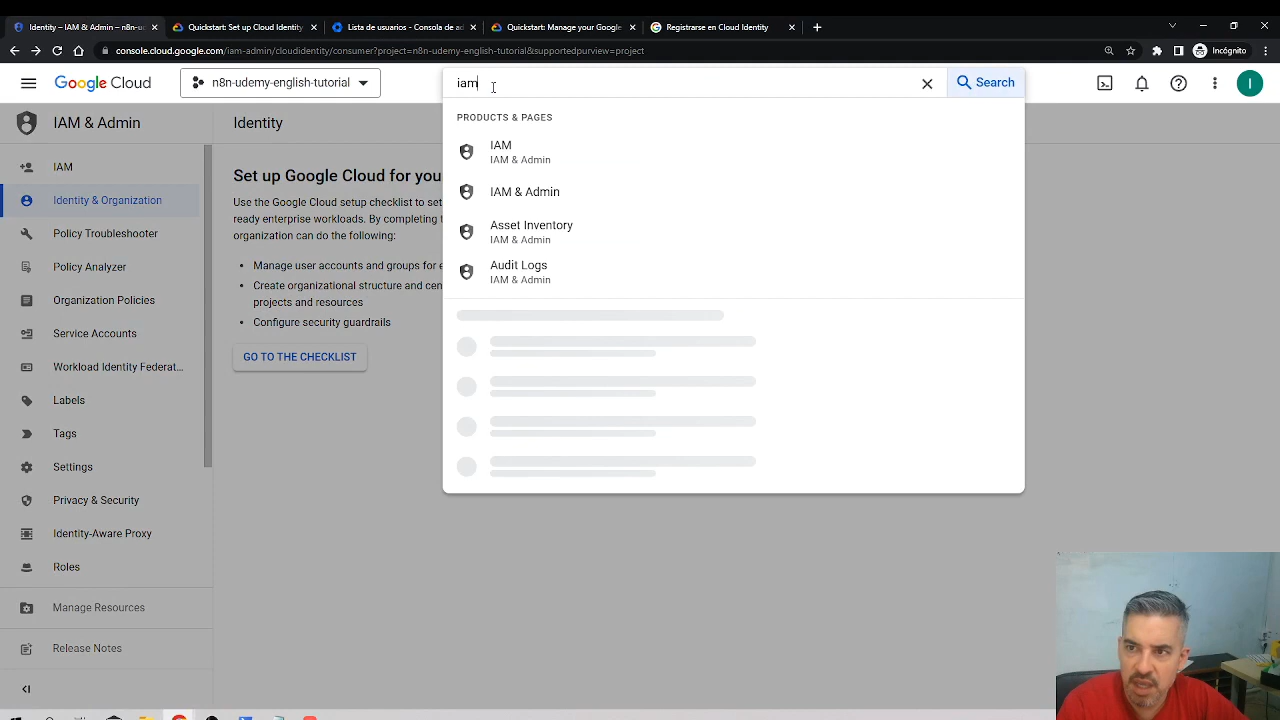 Identity – IAM & Admin – n8n-u
Quickstart: Set up Cloud Identity
Lista de usuarios - Consola de ad
Quickstart: Manage your Google
Registrarse en Cloud Identity
console.cloud.google.com/iam-admin/cloudidentity/consumer?project=n8n-udemy-english-tutorial&supportedpurview=project
Incógnito
Google Cloud
n8n-udemy-english-tutorial
iam
Search
I
IAM & Admin
IAM
Identity & Organization
Policy Troubleshooter
Policy Analyzer
Organization Policies
Service Accounts
Workload Identity Federat...
Labels
Tags
Settings
Privacy & Security
Identity-Aware Proxy
Roles
Manage Resources
Release Notes
Identity
Set up Google Cloud for you
Use the Google Cloud setup checklist to set
ready enterprise workloads. By completing t
organization can do the following:
• Manage user accounts and groups for e
• Create organizational structure and cen
projects and resources
• Configure security guardrails
GO TO THE CHECKLIST
PRODUCTS & PAGES
IAM
IAM & Admin
IAM & Admin
Asset Inventory
IAM & Admin
Audit Logs
IAM & Admin